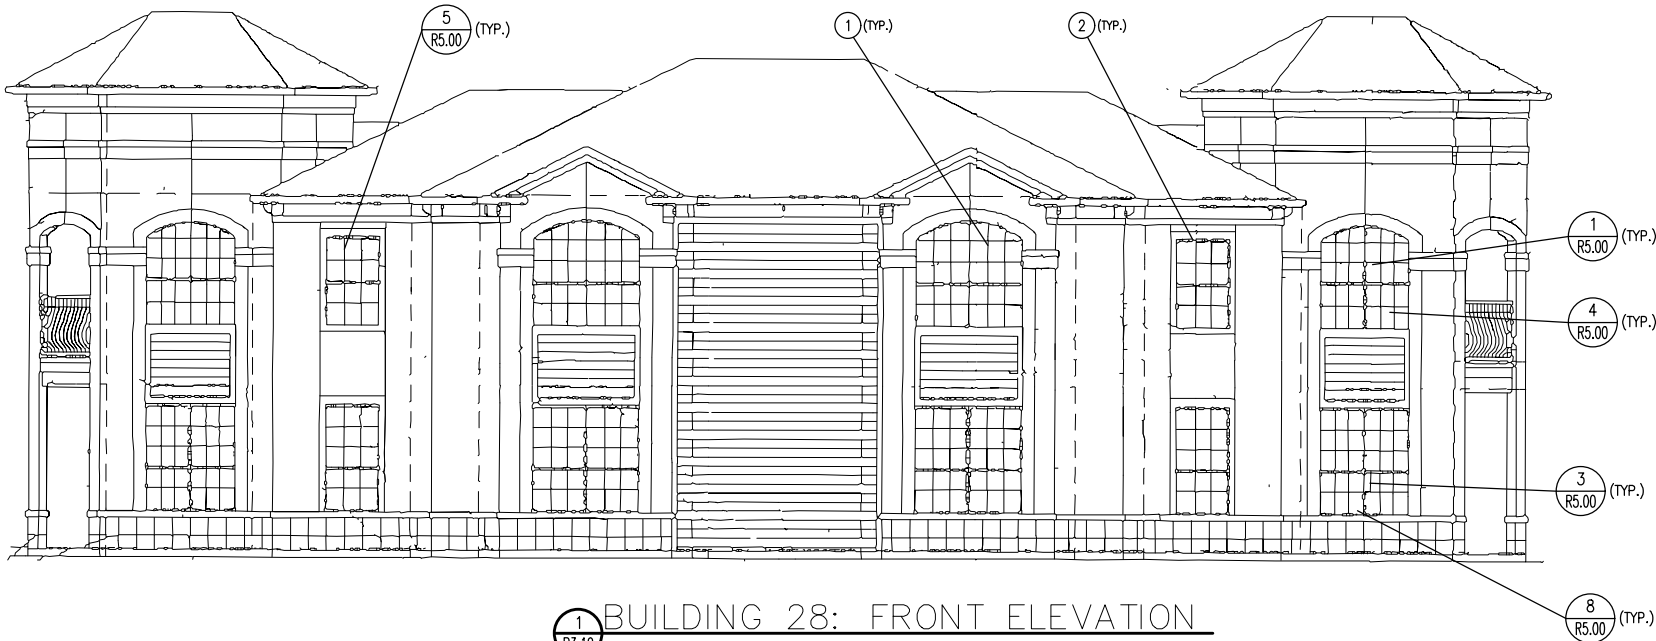 5
R5.00 (TYP.)
1 (TYP.)
2 (TYP.)
1
R5.00 (TYP.)
4
R5.00 (TYP.)
3
R5.00 (TYP.)
8
R5.00 (TYP.)
1
BUILDING 28: FRONT ELEVATION